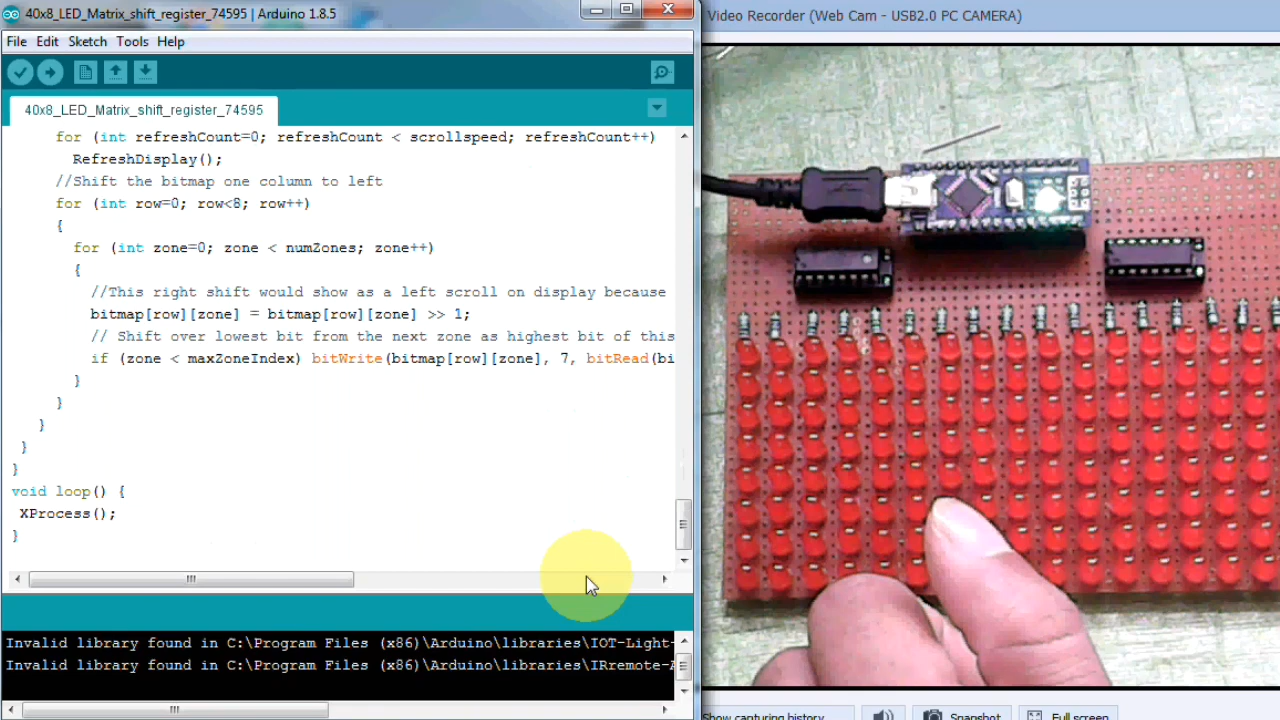 40x8_LED_Matrix_shift_register_74595 | Arduino 1.8.5
File Edit Sketch Tools Help
40x8_LED_Matrix_shift_register_74595
for (int refreshCount=0; refreshCount < scrollspeed; refreshCount++)
RefreshDisplay();
//Shift the bitmap one column to left
for (int row=0; row<8; row++)
{
for (int zone=0; zone < numZones; zone++)
{
//This right shift would show as a left scroll on display because
bitmap[row][zone] = bitmap[row][zone] >> 1;
// Shift over lowest bit from the next zone as highest bit of this
if (zone < maxZoneIndex) bitWrite(bitmap[row][zone], 7, bitRead(bi
}
}
}
}
}
void loop() {
XProcess();
}
Invalid library found in C:\Program Files (x86)\Arduino\libraries\IOT-Light-
Invalid library found in C:\Program Files (x86)\Arduino\libraries\IRremote-
Video Recorder (Web Cam - USB2.0 PC CAMERA)
Show capturing history Snapshot Full screen